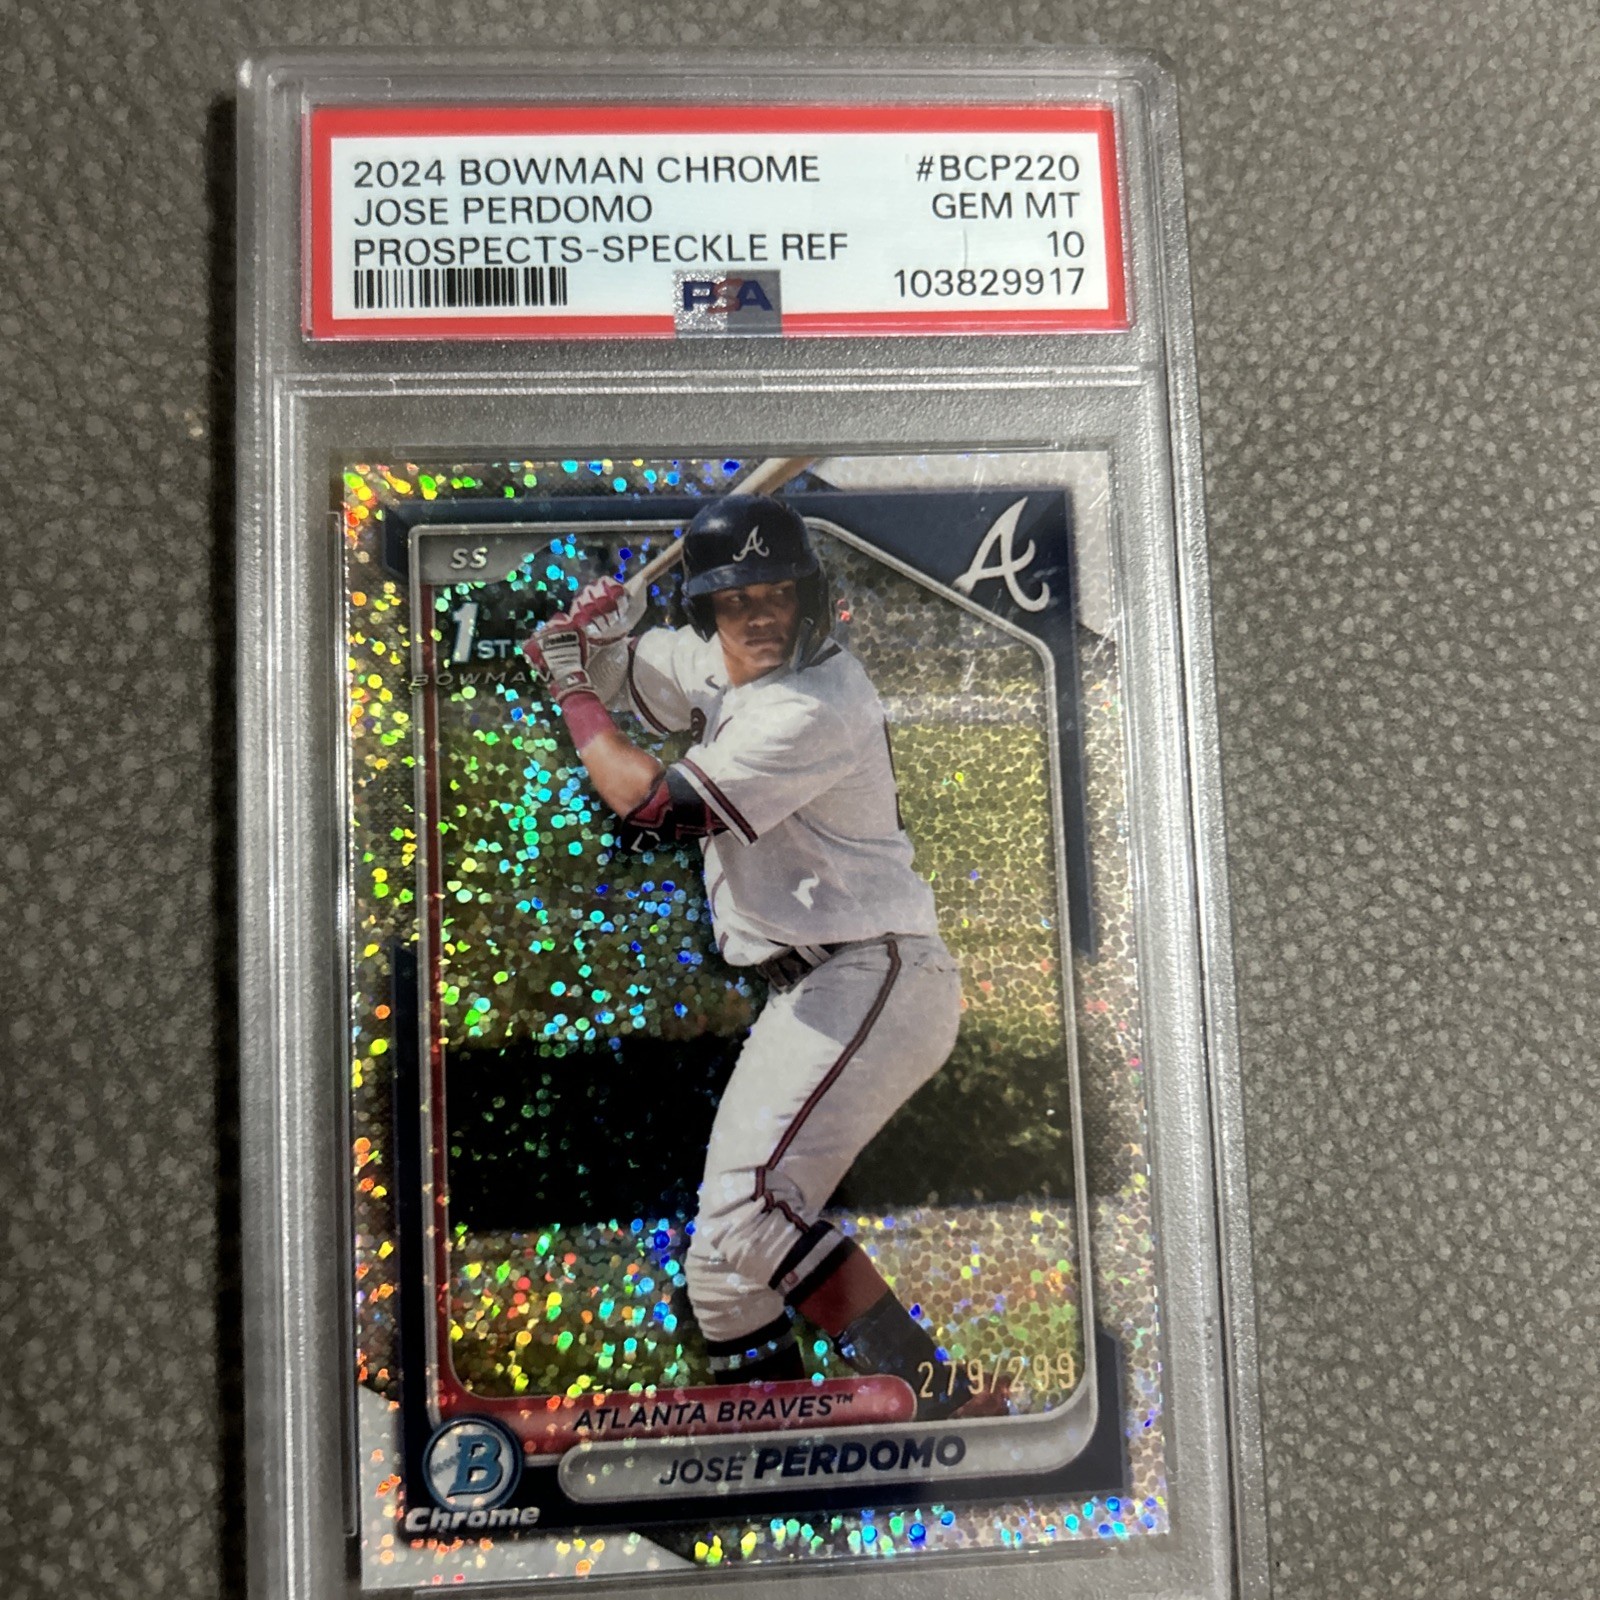 2024 BOWMAN CHROME #BCP220
JOSE PERDOMO GEM MT
PROSPECTS-SPECKLE REF 10
PSA 103829917
A
A
SS
1ST
BOWMAN
279/299
ATLANTA BRAVES™
JOSE PERDOMO
B
Chrome